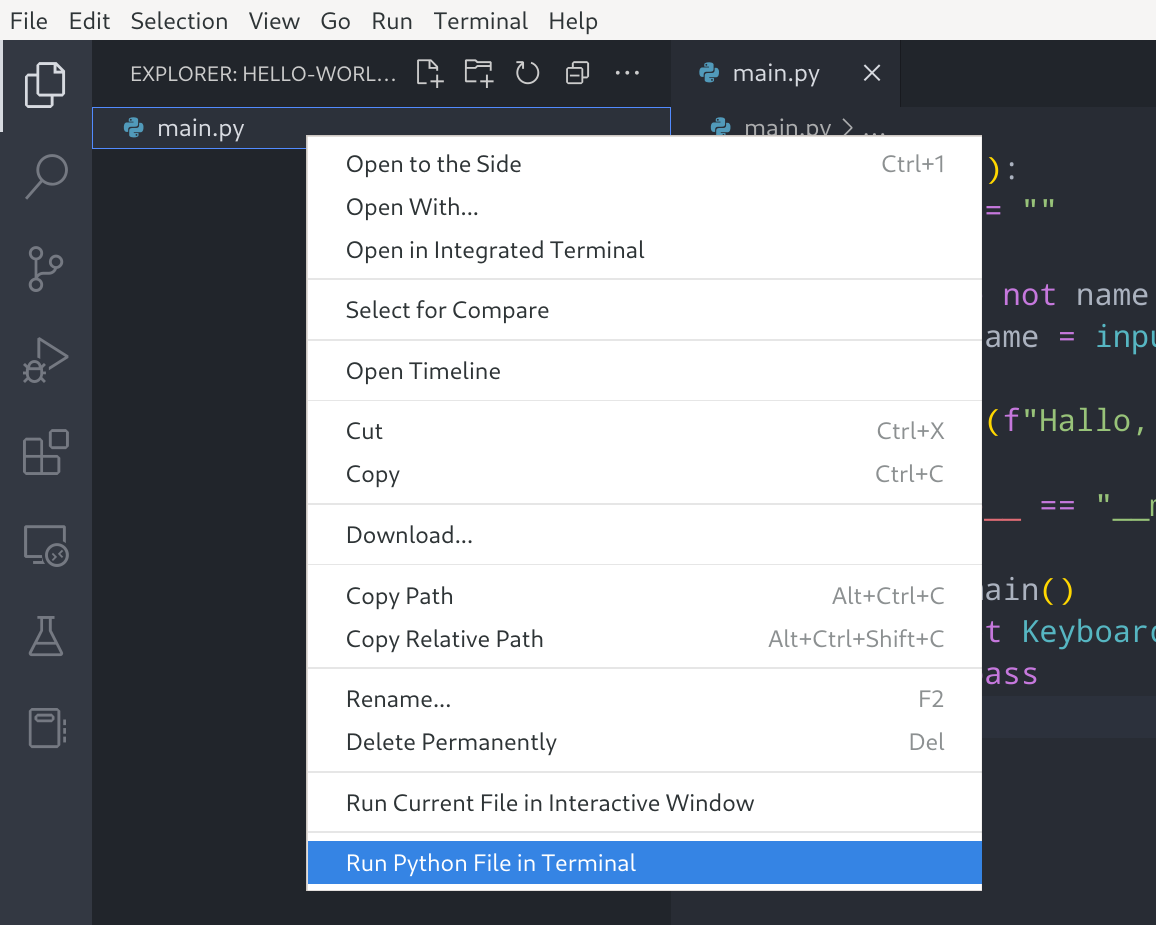 File Edit Selection View Go Run Terminal Help
EXPLORER: HELLO-WORL...
main.py
main.py
main.py > ...
Open to the Side Ctrl+1
Open With...
Open in Integrated Terminal
Select for Compare
Open Timeline
Cut Ctrl+X
Copy Ctrl+C
Download...
Copy Path Alt+Ctrl+C
Copy Relative Path Alt+Ctrl+Shift+C
Rename... F2
Delete Permanently Del
Run Current File in Interactive Window
Run Python File in Terminal
):
= ""
not name
ame = inpu
(f"Hallo,
__ == "__m
ain()
t Keyboard
ass